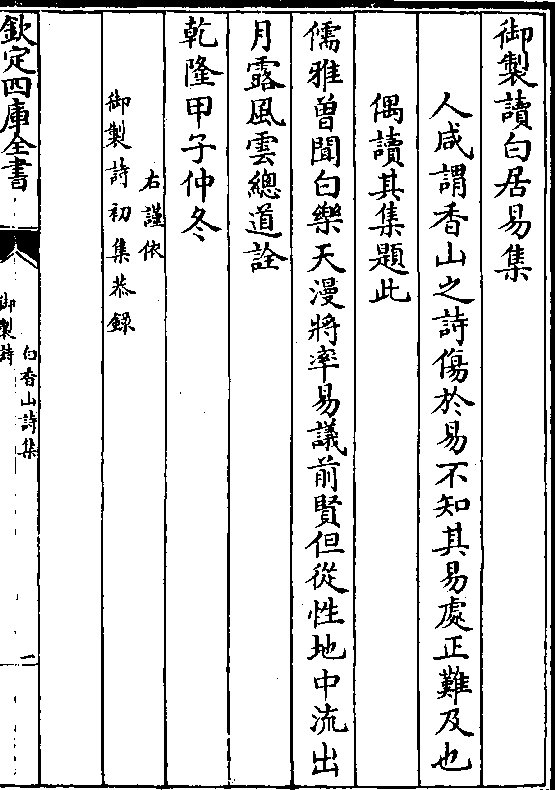 御製讀白居易集
人咸謂香山之詩傷於易不知其易處正難及也
偶讀其集題此
儒雅曽聞白樂天漫將率易議前賢但從性地中流出
月露風雲總道詮
乾隆甲子仲冬
右謹依
御製詩初集恭錄
欽定四庫全書
白香山詩集
御製詩
一